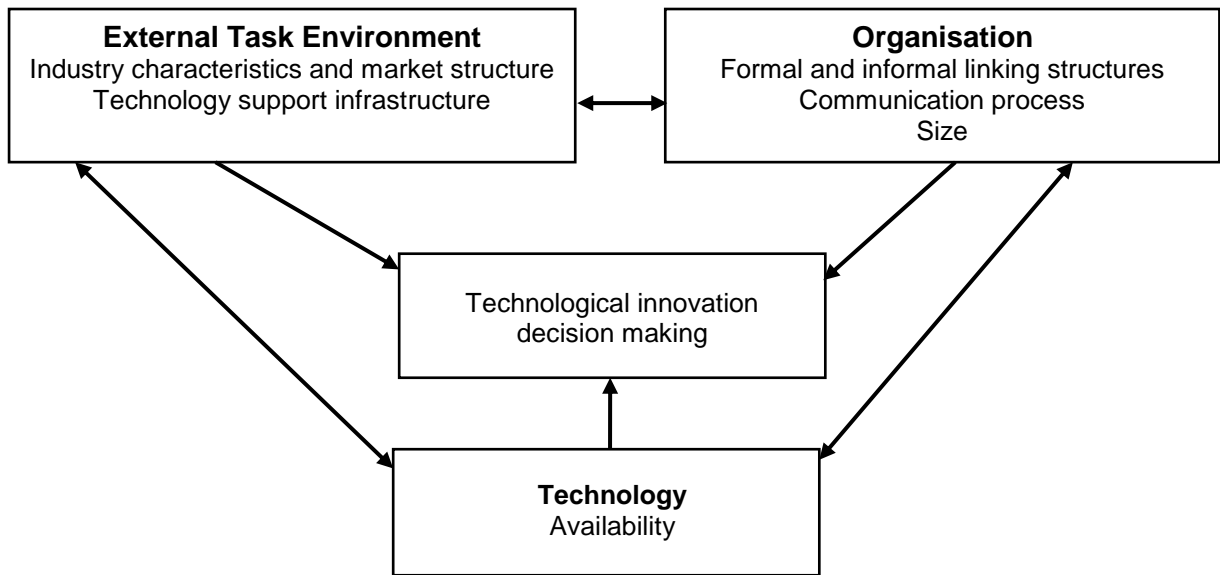 External Task Environment
Industry characteristics and market structure
Technology support infrastructure
Organisation
Formal and informal linking structures
Communication process
Size
Technological innovation
decision making
Technology
Availability